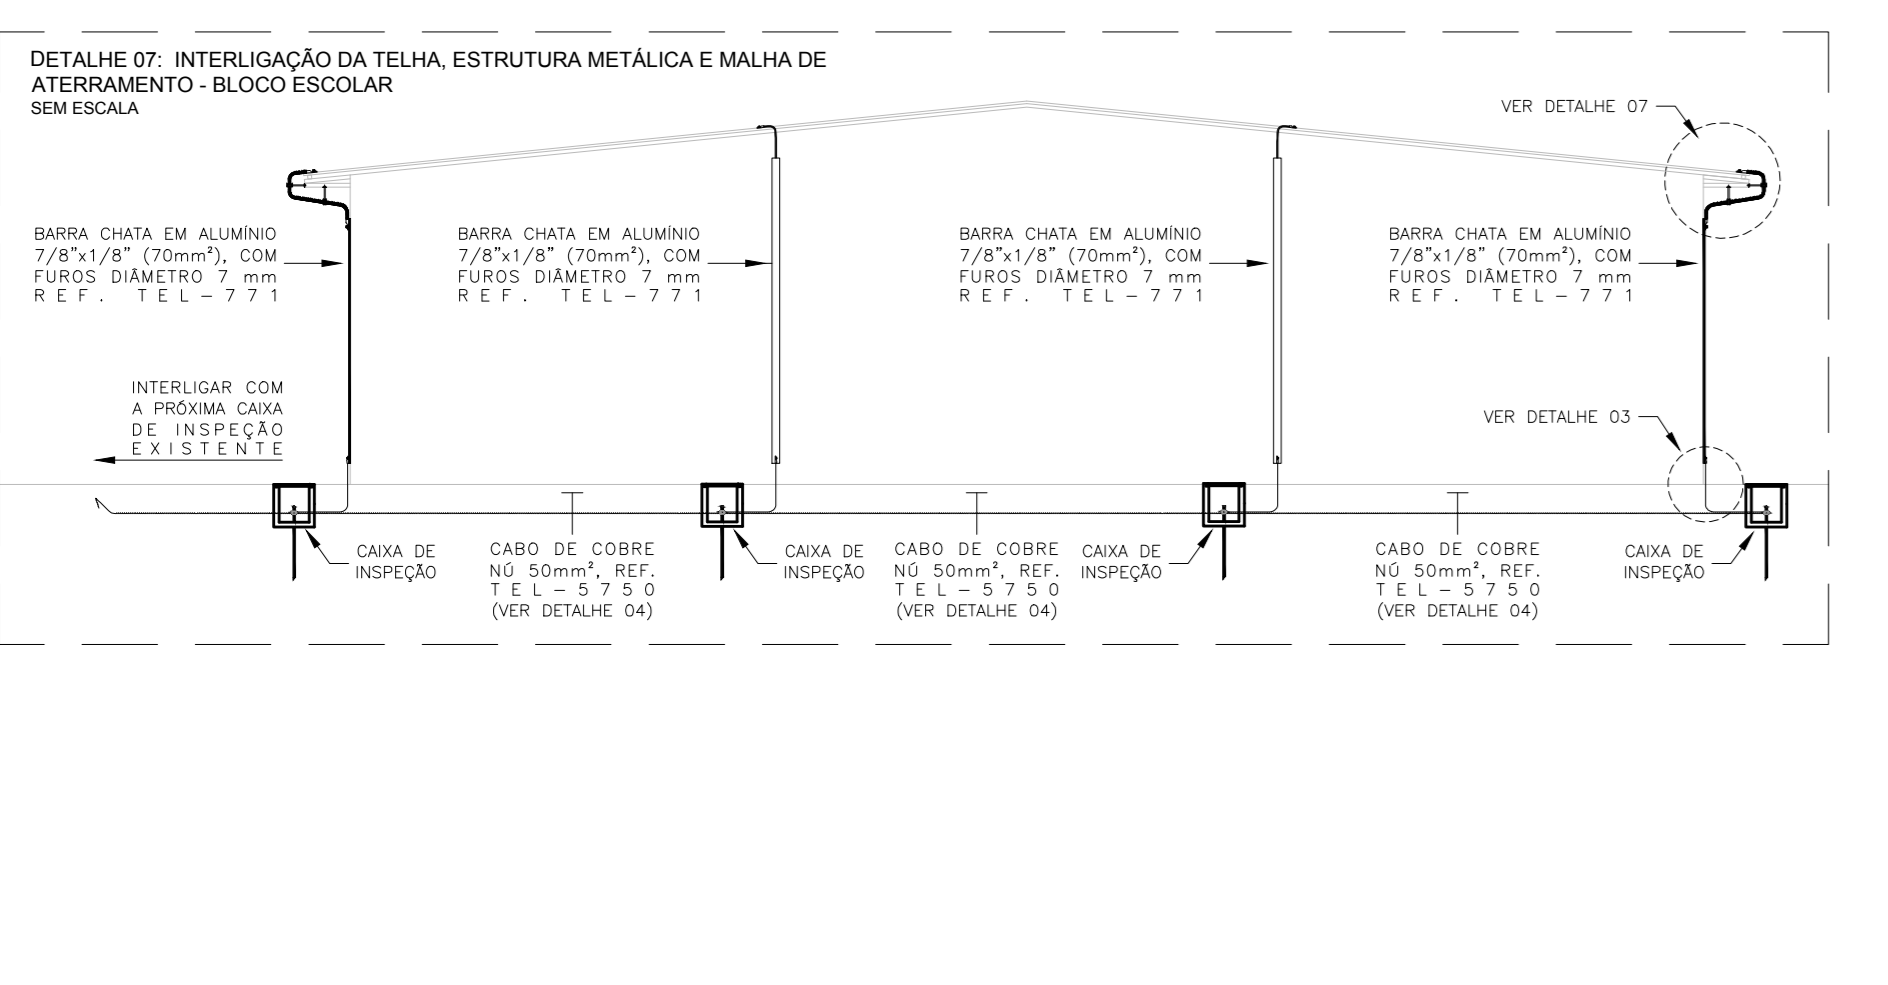 DETALHE 07: INTERLIGAÇÃO DA TELHA, ESTRUTURA METÁLICA E MALHA DE
ATERRAMENTO - BLOCO ESCOLAR
SEM ESCALA
VER DETALHE 07
BARRA CHATA EM ALUMÍNIO
7/8"x1/8" (70mm²), COM
FUROS DIÂMETRO 7 mm
REF. TEL-771
BARRA CHATA EM ALUMÍNIO
7/8"x1/8" (70mm²), COM
FUROS DIÂMETRO 7 mm
REF. TEL-771
BARRA CHATA EM ALUMÍNIO
7/8"x1/8" (70mm²), COM
FUROS DIÂMETRO 7 mm
REF. TEL-771
BARRA CHATA EM ALUMÍNIO
7/8"x1/8" (70mm²), COM
FUROS DIÂMETRO 7 mm
REF. TEL-771
INTERLIGAR COM
A PRÓXIMA CAIXA
DE INSPEÇÃO
EXISTENTE
VER DETALHE 03
CAIXA DE
INSPEÇÃO
CABO DE COBRE
NÚ 50mm², REF.
TEL-5750
(VER DETALHE 04)
CAIXA DE
INSPEÇÃO
CABO DE COBRE
NÚ 50mm², REF.
TEL-5750
(VER DETALHE 04)
CAIXA DE
INSPEÇÃO
CABO DE COBRE
NÚ 50mm², REF.
TEL-5750
(VER DETALHE 04)
CAIXA DE
INSPEÇÃO